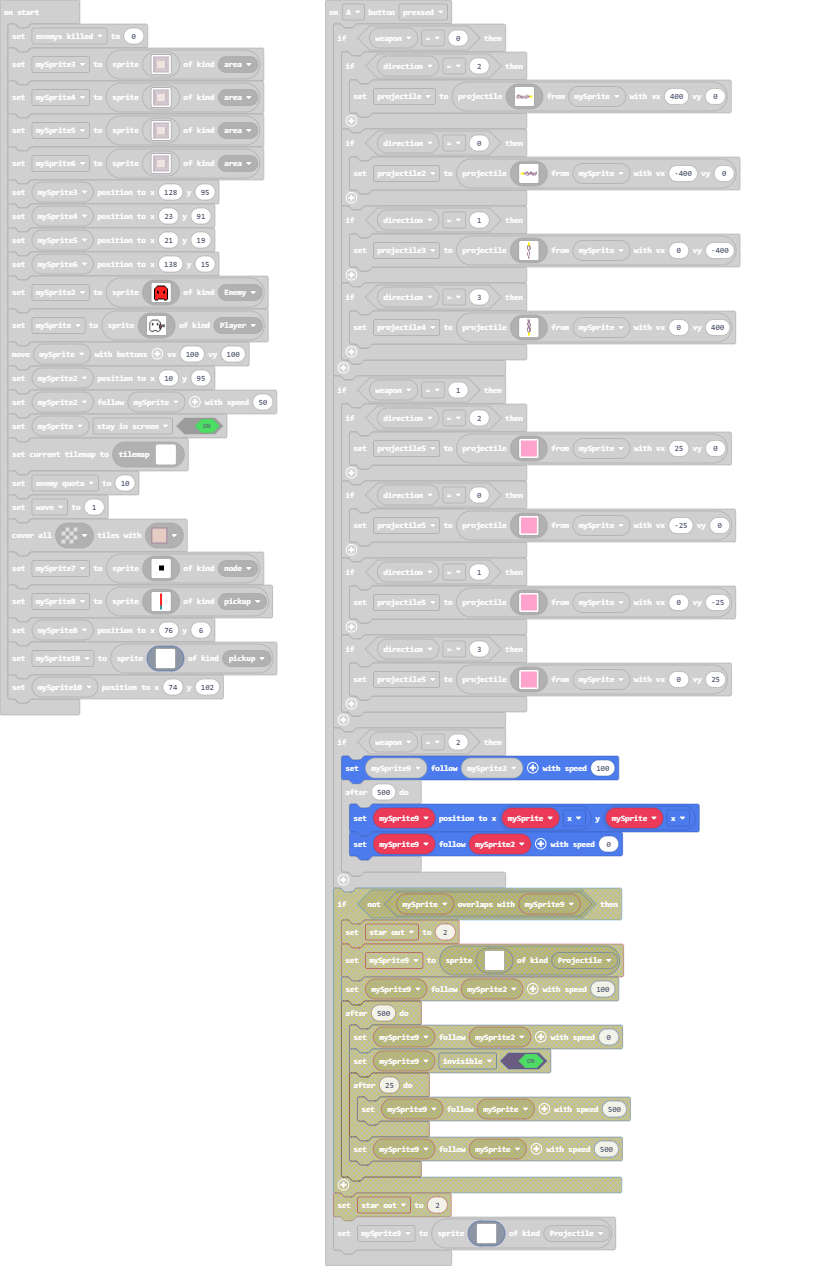 on start
set enemys killed to 0
set mySprite3 to sprite of kind area
set mySprite4 to sprite of kind area
set mySprite5 to sprite of kind area
set mySprite6 to sprite of kind area
set mySprite3 position to x 128 y 95
set mySprite4 position to x 23 y 91
set mySprite5 position to x 21 y 19
set mySprite6 position to x 138 y 15
set mySprite2 to sprite of kind Enemy
set mySprite to sprite of kind Player
move mySprite with buttons vx 100 vy 100
set mySprite2 position to x 10 y 95
set mySprite2 follow mySprite with speed 50
set mySprite stay in screen ON
set current tilemap to tilemap
set enemy quota to 10
set wave to 1
cover all tiles with
set mySprite7 to sprite of kind node
set mySprite8 to sprite of kind pickup
set mySprite8 position to x 76 y 6
set mySprite10 to sprite of kind pickup
set mySprite10 position to x 74 y 102
on A button pressed
if weapon = 0 then
if direction = 2 then
set projectile to projectile from mySprite with vx 400 vy 0
if direction = 0 then
set projectile2 to projectile from mySprite with vx -400 vy 0
if direction = 1 then
set projectile3 to projectile from mySprite with vx 0 vy -400
if direction = 3 then
set projectile4 to projectile from mySprite with vx 0 vy 400
if weapon = 1 then
if direction = 2 then
set projectile5 to projectile from mySprite with vx 25 vy 0
if direction = 0 then
set projectile5 to projectile from mySprite with vx -25 vy 0
if direction = 1 then
set projectile5 to projectile from mySprite with vx 0 vy -25
if direction = 3 then
set projectile5 to projectile from mySprite with vx 0 vy 25
if weapon = 2 then
set mySprite9 follow mySprite2 with speed 100
after 500 do
set mySprite9 position to x mySprite x y mySprite x
set mySprite9 follow mySprite2 with speed 0
if not mySprite overlaps with mySprite9 then
set star out to 2
set mySprite9 to sprite of kind Projectile
set mySprite9 follow mySprite2 with speed 100
after 500 do
set mySprite9 follow mySprite2 with speed 0
set mySprite9 invisible ON
after 25 do
set mySprite9 follow mySprite with speed 500
set mySprite9 follow mySprite with speed 500
set star out to 2
set mySprite9 to sprite of kind Projectile